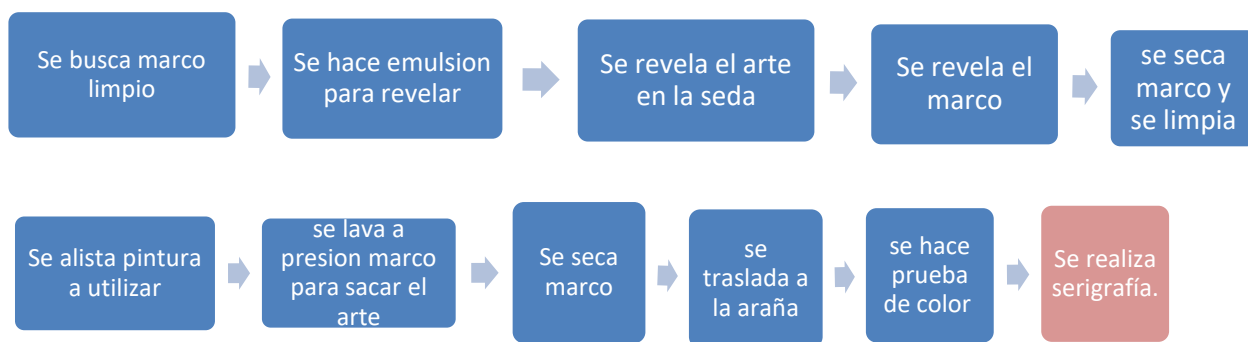 Se busca marco
limpio
Se hace emulsion
para revelar
Se revela el arte
en la seda
Se revela el
marco
se seca
marco y
se limpia
Se alista pintura
a utilizar
se lava a
presion marco
para sacar el
arte
Se seca
marco
se
traslada a
la araña
se hace
prueba
de color
Se realiza
serigrafía.